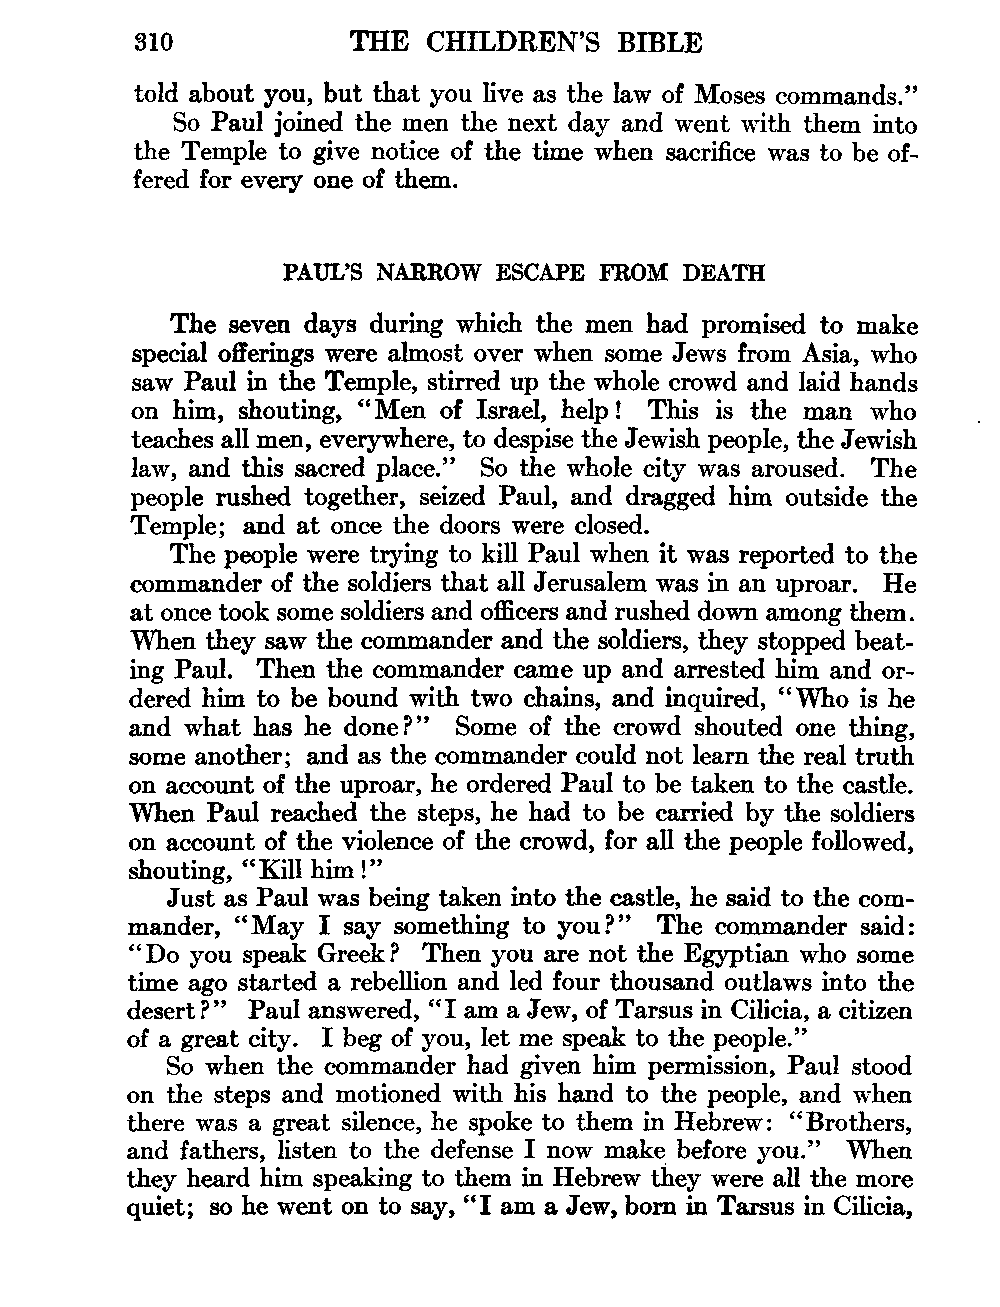 310 THE CHILDREN'S BIBLE
told about you, but that you live as the law of Moses commands."
So Paul joined the men the next day and went with them into
the Temple to give notice of the time when sacrifice was to be of-
fered for every one of them.
PAUL'S NARROW ESCAPE FROM DEATH
The seven days during which the men had promised to make
special offerings were almost over when some Jews from Asia, who
saw Paul in the Temple, stirred up the whole crowd and laid hands
on him, shouting, "Men of Israel, help! This is the man who
teaches all men, everywhere, to despise the Jewish people, the Jewish
law, and this sacred place." So the whole city was aroused. The
people rushed together, seized Paul, and dragged him outside the
Temple; and at once the doors were closed.
The people were trying to kill Paul when it was reported to the
commander of the soldiers that all Jerusalem was in an uproar. He
at once took some soldiers and officers and rushed down among them.
When they saw the commander and the soldiers, they stopped beat-
ing Paul. Then the commander came up and arrested him and or-
dered him to be bound with two chains, and inquired, "Who is he
and what has he done?" Some of the crowd shouted one thing,
some another; and as the commander could not learn the real truth
on account of the uproar, he ordered Paul to be taken to the castle.
When Paul reached the steps, he had to be carried by the soldiers
on account of the violence of the crowd, for all the people followed,
shouting, "Kill him!"
Just as Paul was being taken into the castle, he said to the com-
mander, "May I say something to you?" The commander said:
"Do you speak Greek? Then you are not the Egyptian who some
time ago started a rebellion and led four thousand outlaws into the
desert?" Paul answered, "I am a Jew, of Tarsus in Cilicia, a citizen
of a great city. I beg of you, let me speak to the people."
So when the commander had given him permission, Paul stood
on the steps and motioned with his hand to the people, and when
there was a great silence, he spoke to them in Hebrew: "Brothers,
and fathers, listen to the defense I now make before you." When
they heard him speaking to them in Hebrew they were all the more
quiet; so he went on to say, "I am a Jew, born in Tarsus in Cilicia,